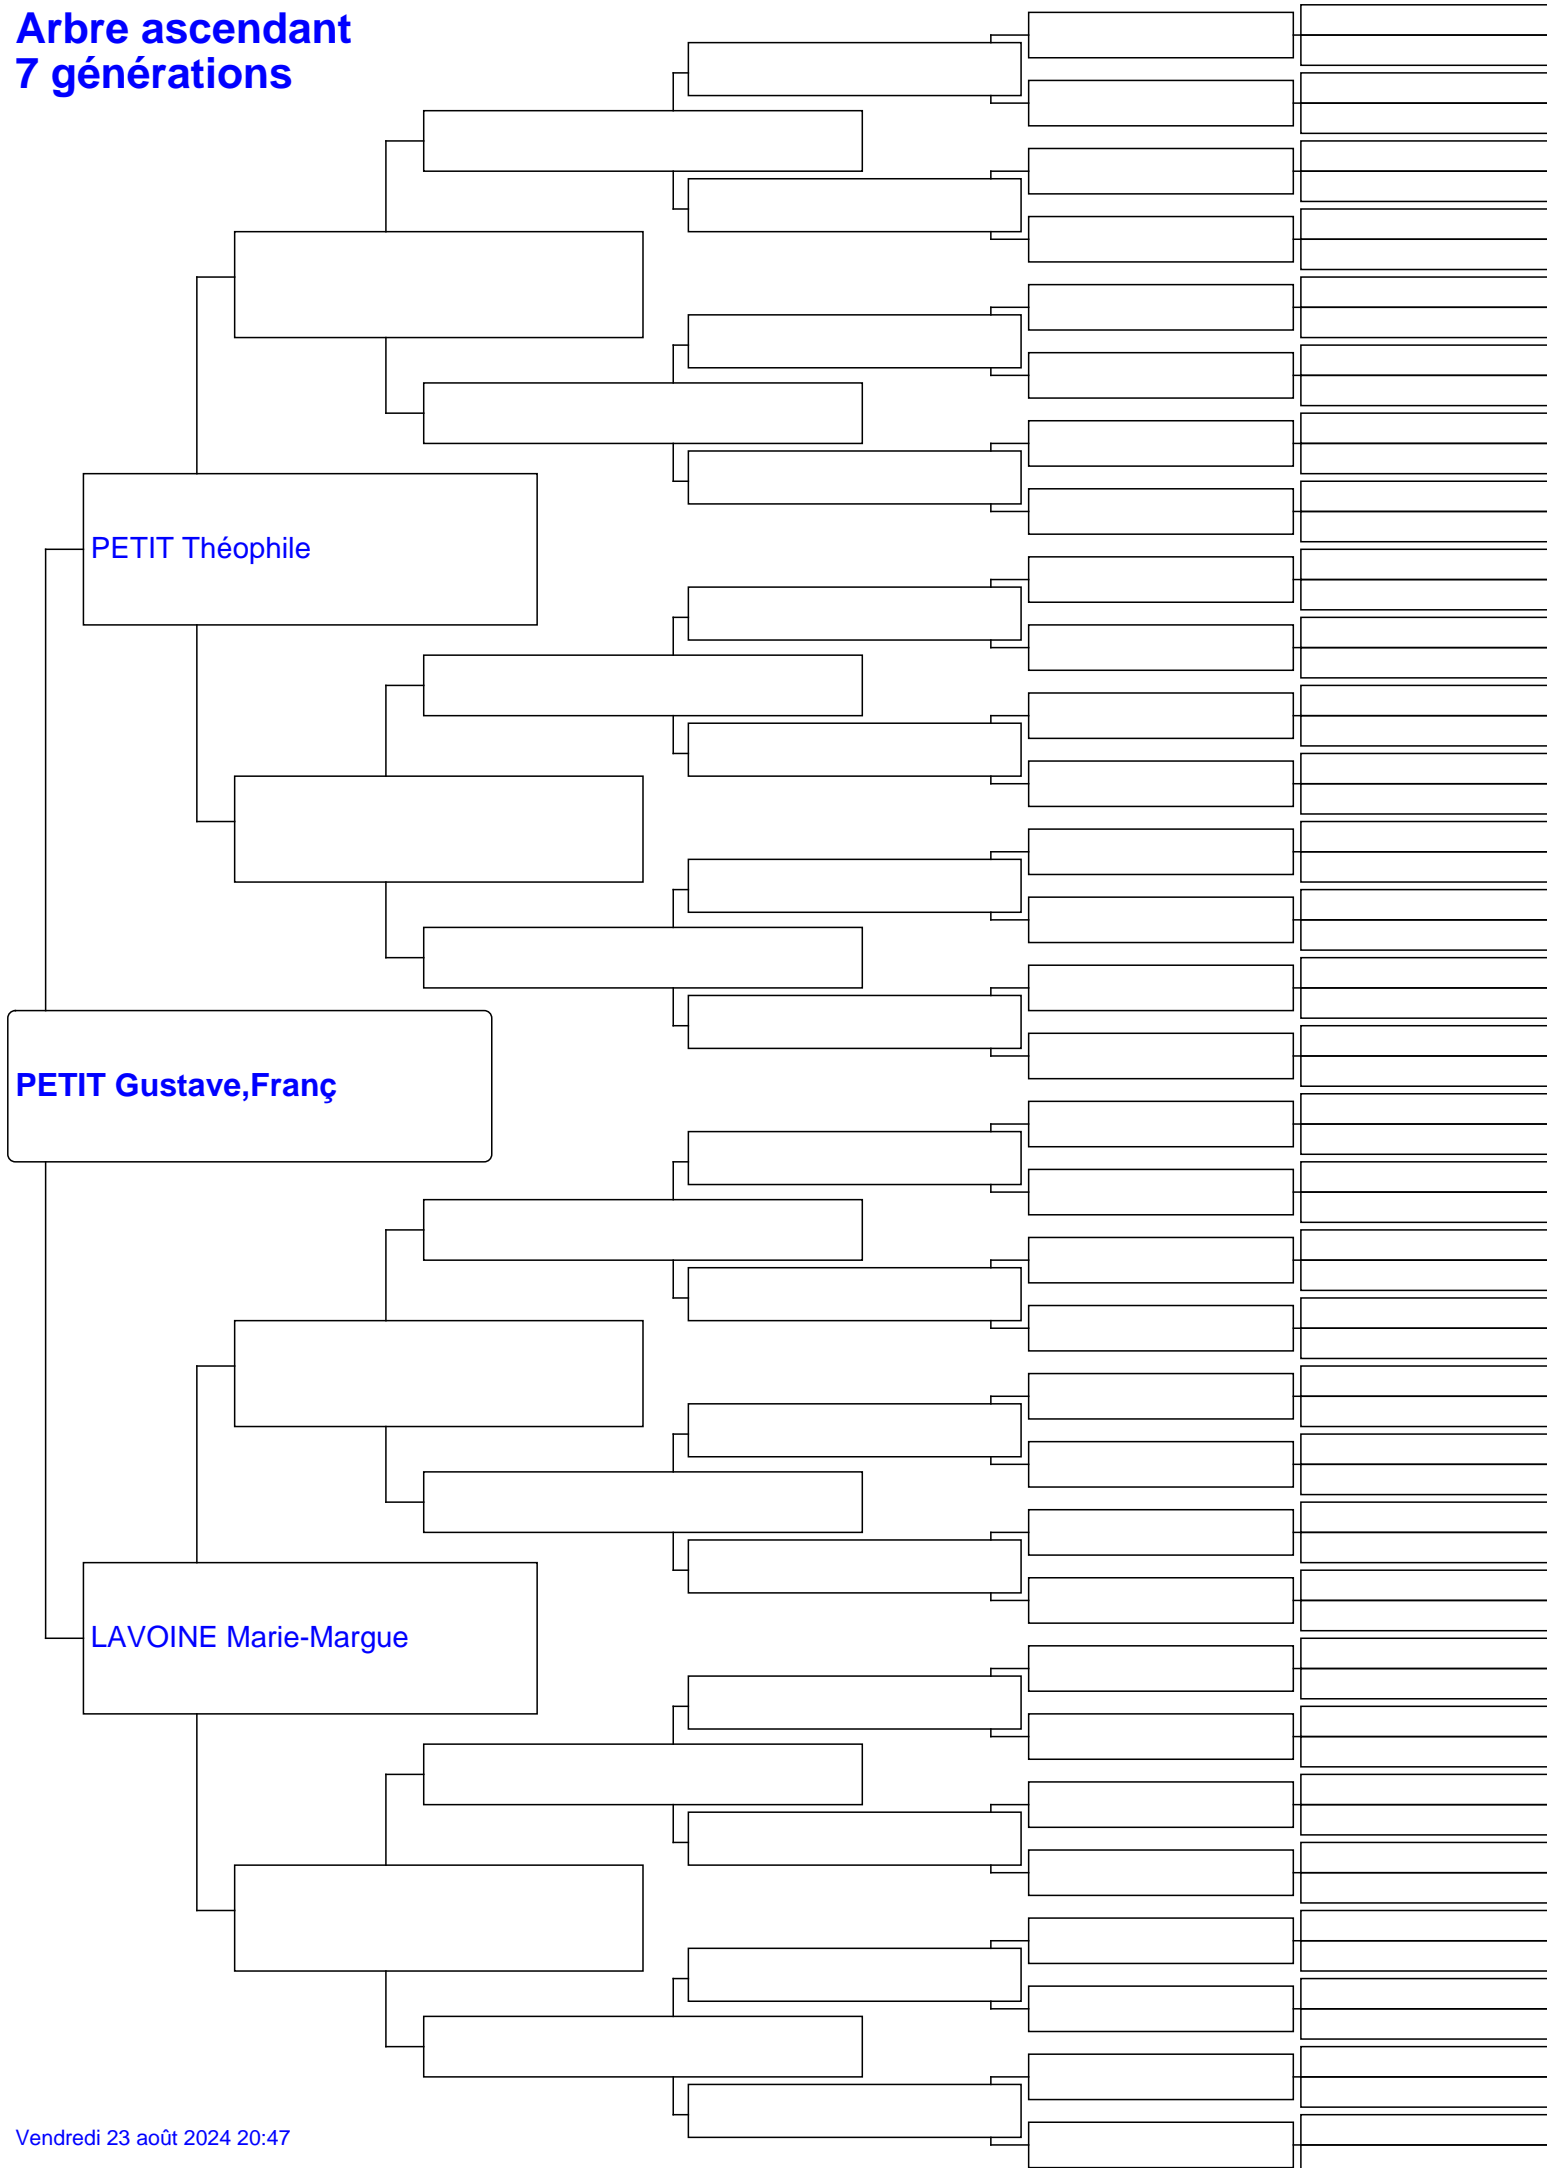 Arbre ascendant
7 générations
PETIT Théophile
PETIT Gustave,Franç
LAVOINE Marie-Margue
Vendredi 23 août 2024 20:47